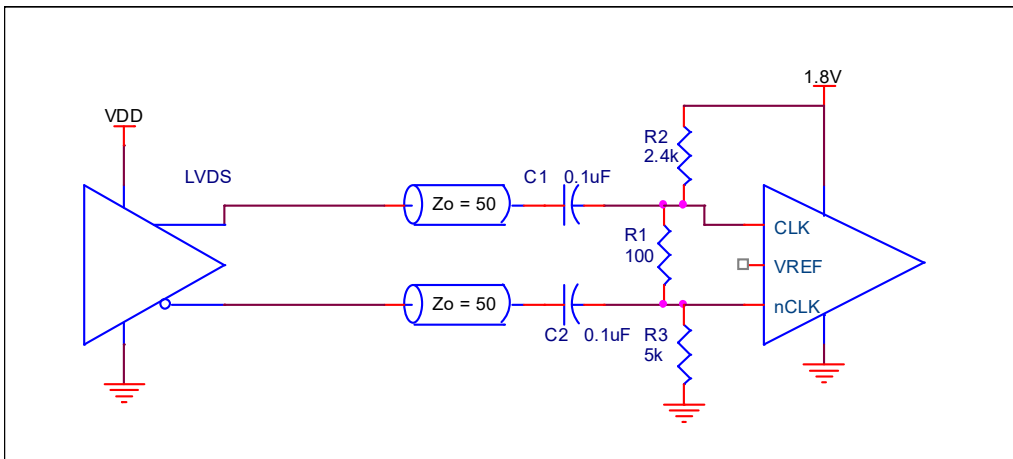 1.8V
VDD
R2
2.4k
LVDS
C1 0.1uF
Zo = 50
CLK
R1
100
VREF
Zo = 50
nCLK
C2 0.1uF
R3
5k